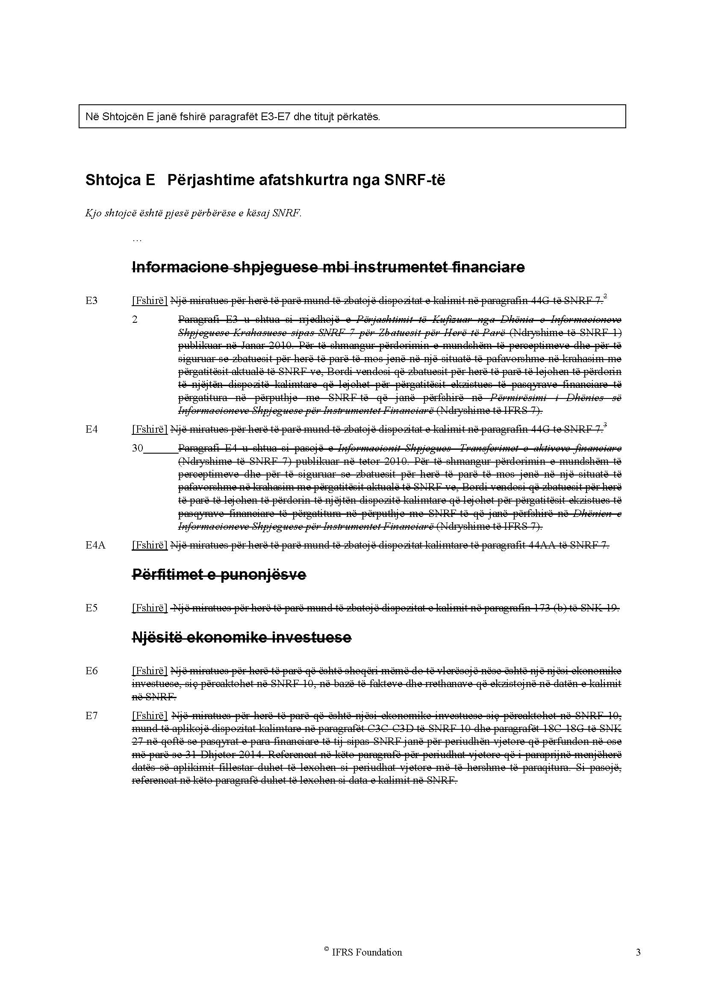 Në Shtojcën E janë fshirë paragrafët E3-E7 dhe titujt përkatës.
Shtojca E Përjashtime afatshkurtra nga SNRF-të
Kjo shtojcë është pjesë përbërëse e kësaj SNRF.
…
Informacione shpjeguese mbi instrumentet financiare
E3 [Fshirë] Një miratues për herë të parë mund të zbatojë dispozitat e kalimit në paragrafin 44G të SNRF 7.2
2 Paragrafi E3 u shtua si rrjedhojë e Përjashtimit të Kufizuar nga Dhënia e Informacioneve
Shpjeguese Krahasuese sipas SNRF 7 për Zbatuesit për Herë të Parë (Ndryshime të SNRF 1)
publikuar në Janar 2010. Për të shmangur përdorimin e mundshëm të perceptimeve dhe për të
siguruar se zbatuesit për herë të parë të mos jenë në një situatë të pafavorshme në krahasim me
përgatitësit aktualë të SNRF-ve, Bordi vendosi që zbatuesit për herë të parë të lejohen të përdorin
të njëjtën dispozitë kalimtare që lejohet për përgatitësit ekzistues të pasqyrave financiare të
përgatitura në përputhje me SNRF-të që janë përfshirë në Përmirësimi i Dhënies së
Informacioneve Shpjeguese për Instrumentet Financiarë (Ndryshime të IFRS 7).
E4 [Fshirë] Një miratues për herë të parë mund të zbatojë dispozitat e kalimit në paragrafin 44G te SNRF 7.3
30 Paragrafi E4 u shtua si pasojë e Informacionit Shpjegues- Transferimet e aktiveve financiare
(Ndryshime të SNRF 7) publikuar në tetor 2010. Për të shmangur përdorimin e mundshëm të
perceptimeve dhe për të siguruar se zbatuesit për herë të parë të mos jenë në një situatë të
pafavorshme në krahasim me përgatitësit aktualë të SNRF-ve, Bordi vendosi që zbatuesit për herë
të parë të lejohen të përdorin të njëjtën dispozitë kalimtare që lejohet për përgatitësit ekzistues të
pasqyrave financiare të përgatitura në përputhje me SNRF-të që janë përfshirë në Dhënien e
Informacioneve Shpjeguese për Instrumentet Financiarë (Ndryshime të IFRS 7).
E4A [Fshirë] Një miratues për herë të parë mund të zbatojë dispozitat kalimtare të paragrafit 44AA të SNRF 7.
Përfitimet e punonjësve
E5 [Fshirë] Një miratues për herë të parë mund të zbatojë dispozitat e kalimit në paragrafin 173 (b) të SNK 19.
Njësitë ekonomike investuese
E6 [Fshirë] Një miratues për herë të parë që është shoqëri mëmë do të vlerësojë nëse është një njësi ekonomike
investuese, siç përcaktohet në SNRF 10, në bazë të fakteve dhe rrethanave që ekzistojnë në datën e kalimit
në SNRF.
E7 [Fshirë] Një miratues për herë të parë që është njësi ekonomike investuese siç përcaktohet në SNRF 10,
mund të aplikojë dispozitat kalimtare në paragrafët C3C-C3D të SNRF 10 dhe paragrafët 18C-18G të SNK
27 në qoftë se pasqyrat e para financiare të tij sipas SNRF janë për periudhën vjetore që përfundon në ose
më parë se 31 Dhjetor 2014. Referencat në këto paragrafë për periudhat vjetore që i paraprijnë menjëherë
datës së aplikimit fillestar duhet të lexohen si periudhat vjetore më të hershme të paraqitura. Si pasojë,
referencat në këto paragrafë duhet të lexohen si data e kalimit në SNRF.
© IFRS Foundation 3